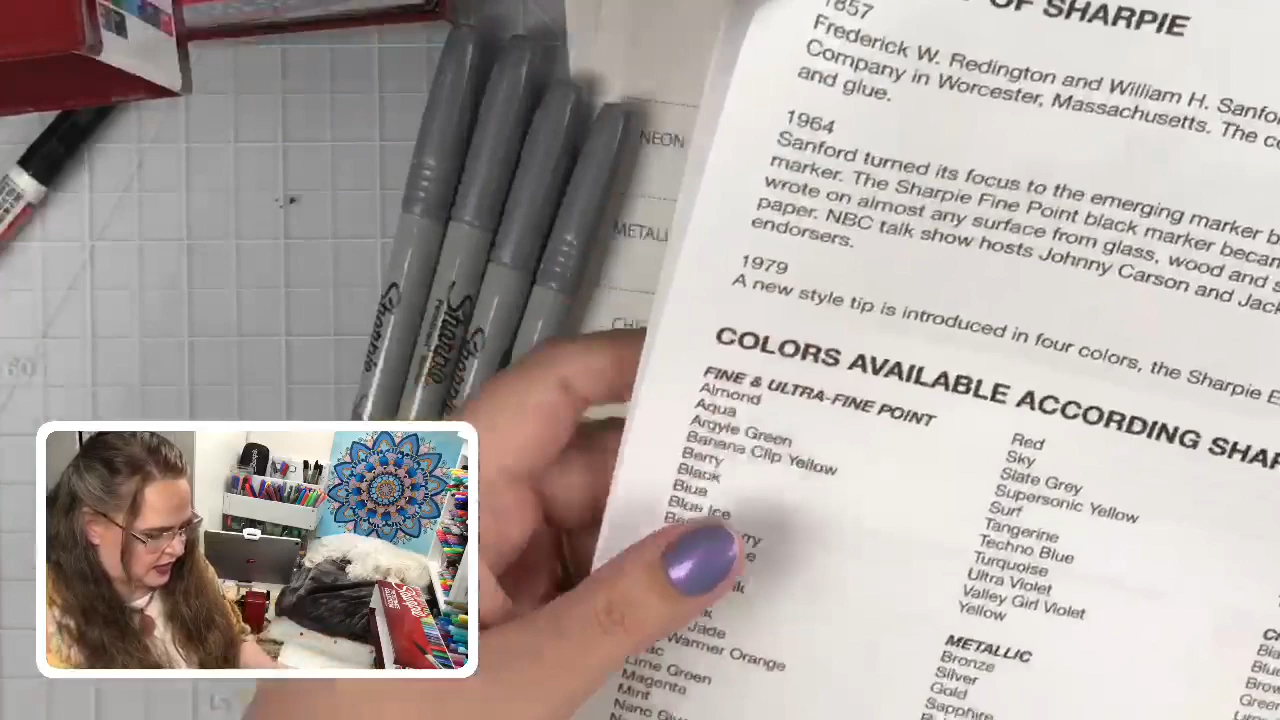 OF SHARPIE
1857
Frederick W. Redington and William H. Sanfo
Company in Worcester, Massachusetts. The c
and glue.
1964
Sanford turned its focus to the emerging marker b
marker. The Sharpie Fine Point black marker becam
wrote on almost any surface from glass, wood and s
paper. NBC talk show hosts Johnny Carson and Jack
endorsers.
1979
A new style tip is introduced in four colors, the Sharpie E
COLORS AVAILABLE ACCORDING SHAR
FINE & ULTRA-FINE POINT
Almond
Aqua
Argyle Green
Banana Clip Yellow
Berry
Black
Blue
Blue Ice
Jade
Warmer Orange
Lime Green
Magenta
Mint
Red
Sky
Slate Grey
Supersonic Yellow
Surf
Tangerine
Techno Blue
Turquoise
Ultra Violet
Valley Girl Violet
Yellow
METALLIC
Bronze
Silver
Gold
Sapphire
NEON
METALL
Sharpie
Sharpie
Sharpie
Sharpie